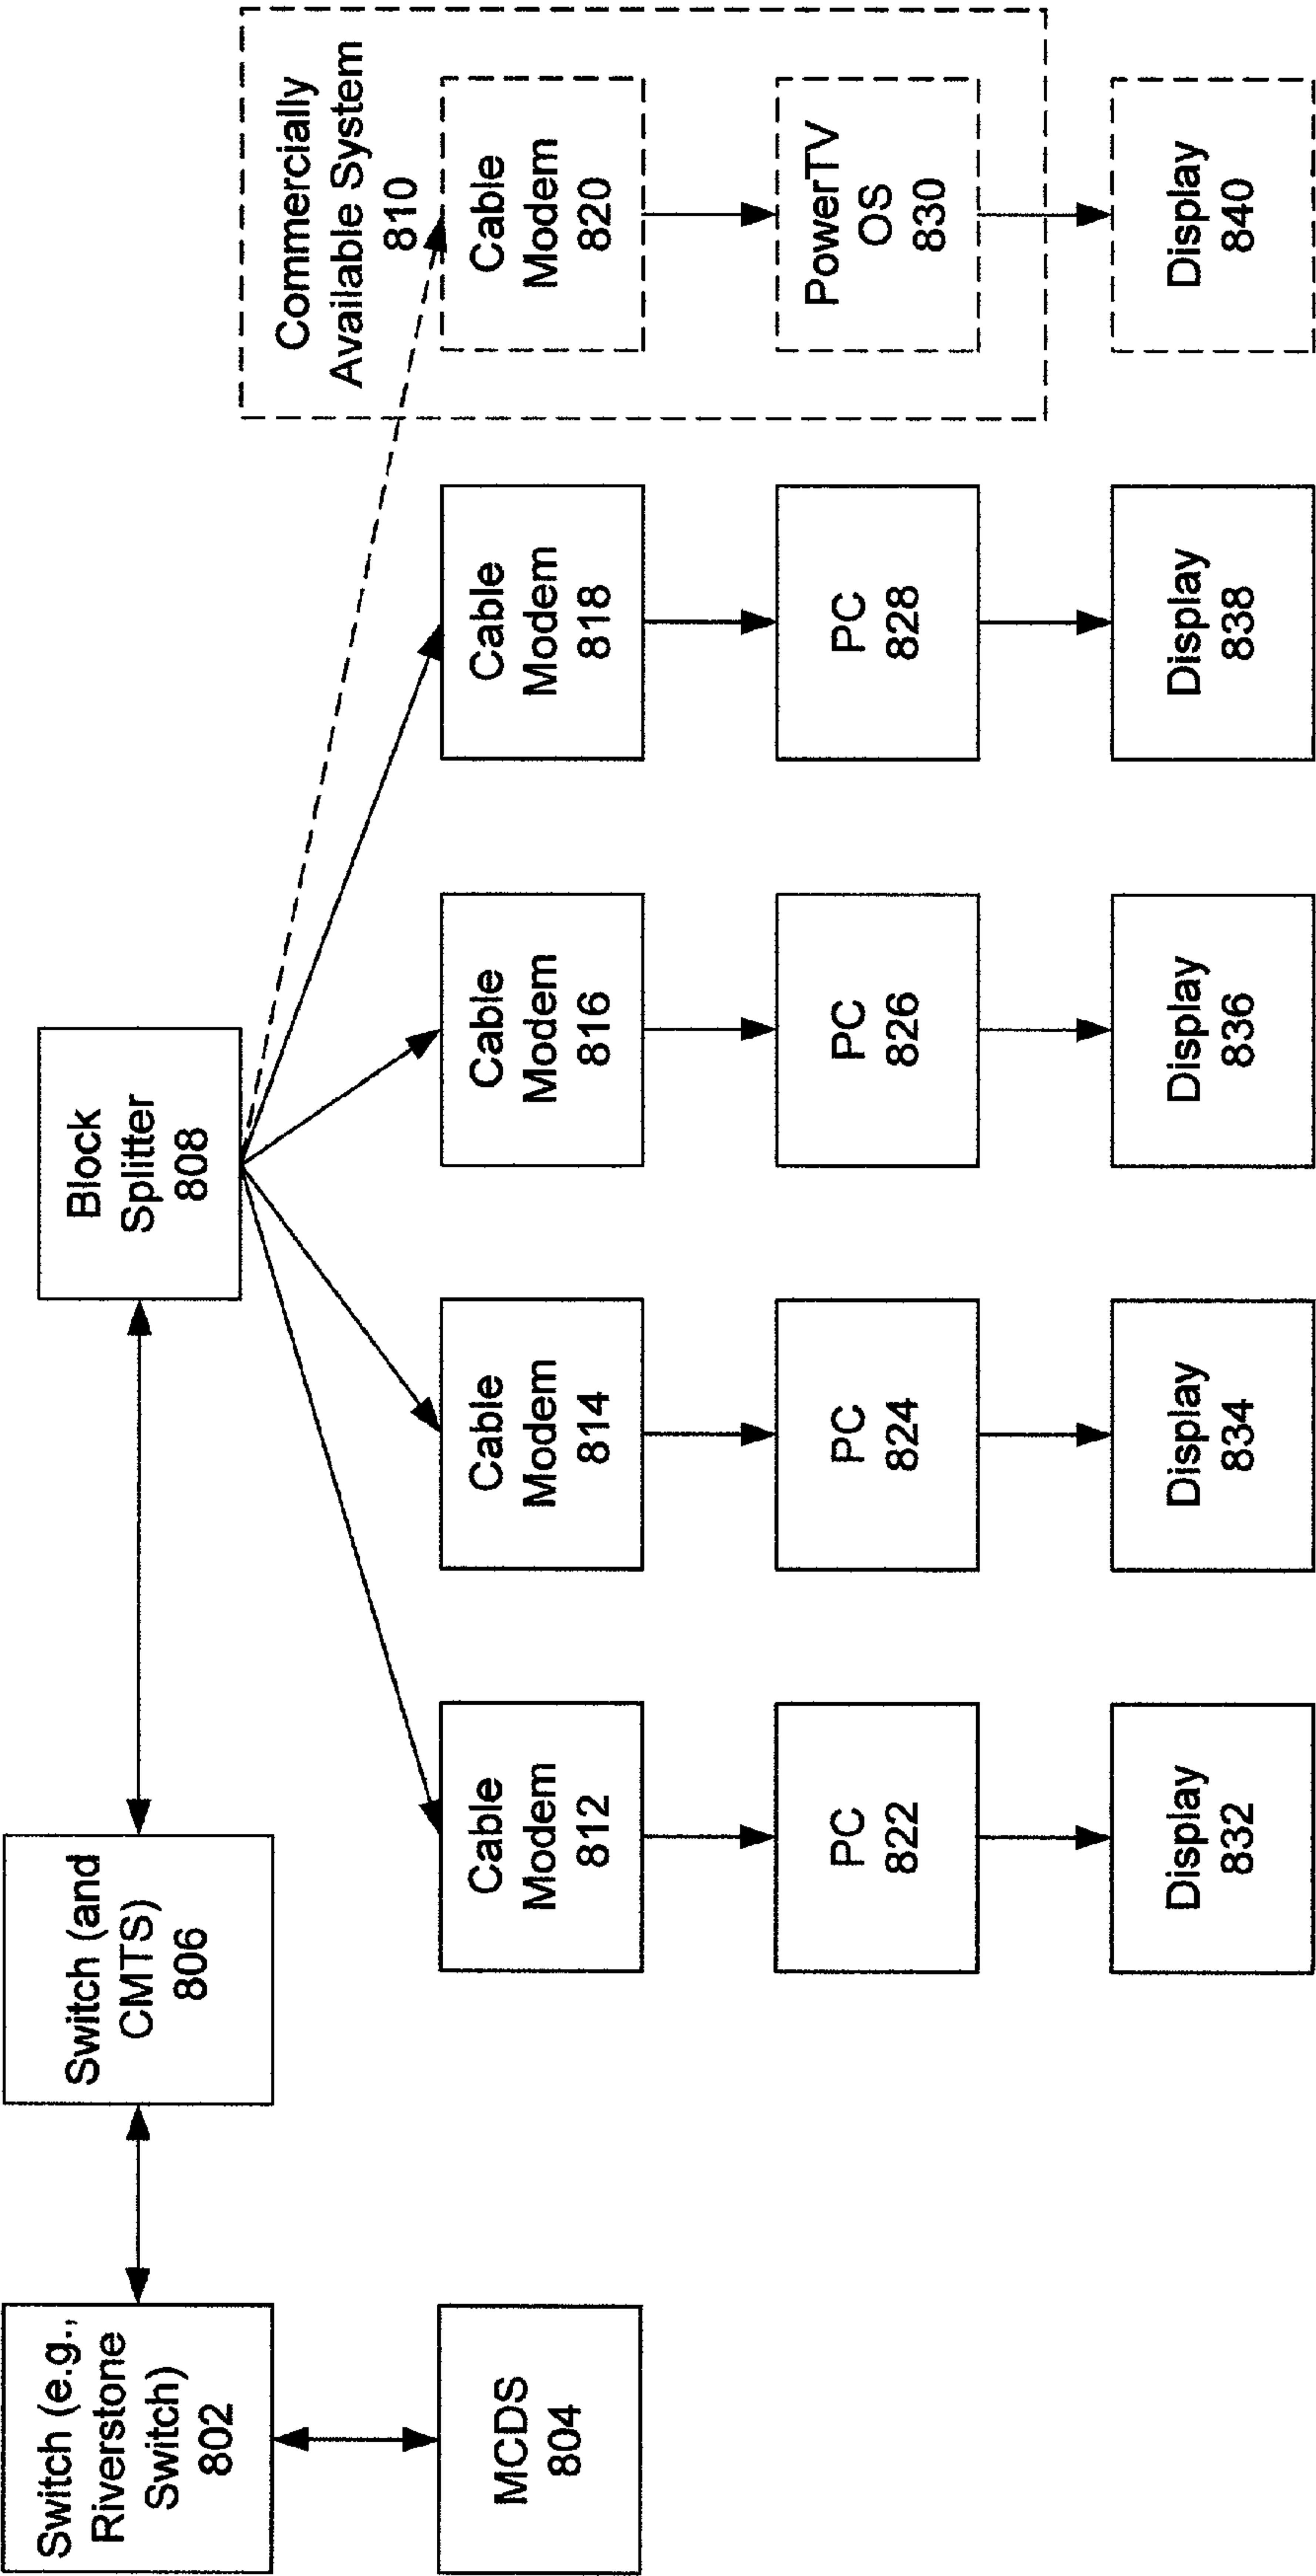 Switch (e.g.,
Riverstone
Switch)
802
MCDS
804
Switch (and
CMTS)
806
Block
Splitter
808
Commercially
Available System
810
Cable
Modem
812
Cable
Modem
814
Cable
Modem
816
Cable
Modem
818
Cable
Modem
820
PC
822
PC
824
PC
826
PC
828
PowerTV
OS
830
Display
832
Display
834
Display
836
Display
838
Display
840